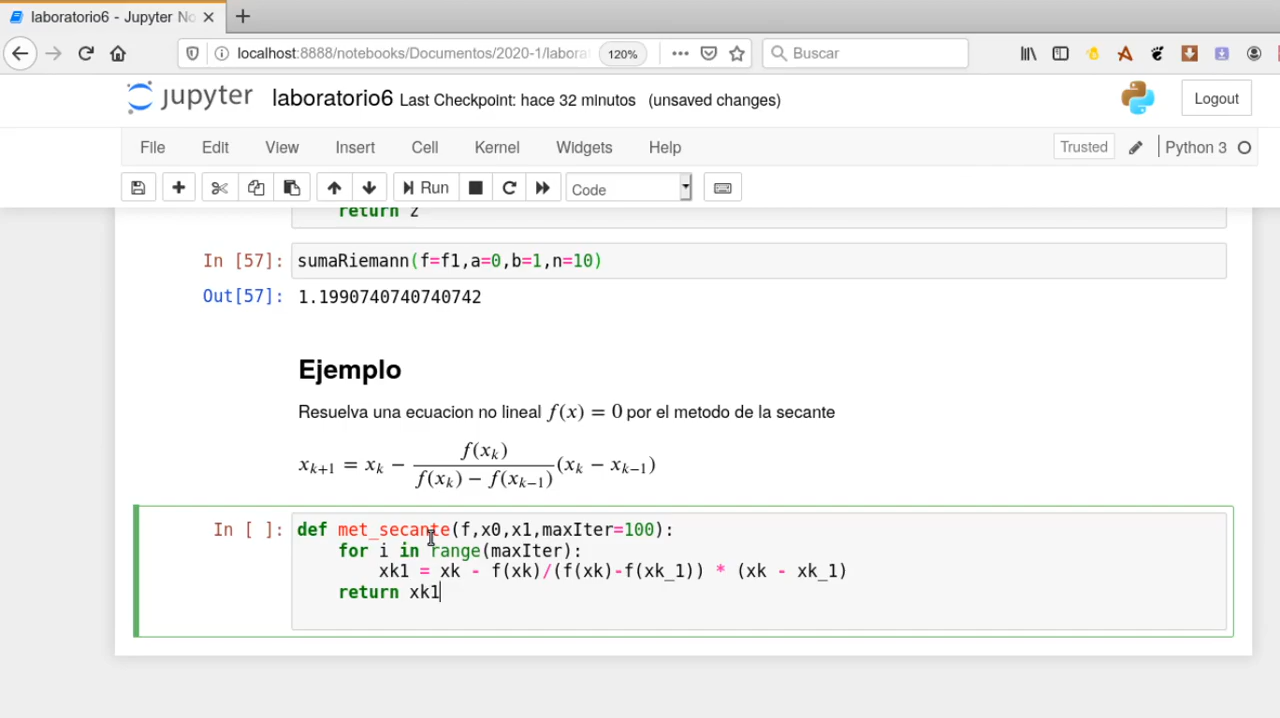 laboratorio6 - Jupyter No
localhost:8888/notebooks/Documentos/2020-1/labora
120%
Buscar
jupyter laboratorio6 Last Checkpoint: hace 32 minutos (unsaved changes)
Logout
File Edit View Insert Cell Kernel Widgets Help
Trusted
Python 3
Run
Code
return z
In [57]: sumaRiemann(f=f1,a=0,b=1,n=10)
Out[57]: 1.1990740740740742
Ejemplo
Resuelva una ecuacion no lineal f(x) = 0 por el metodo de la secante
x_{k+1} = x_k − \frac{f(x_k)}{f(x_k) − f(x_{k−1})}(x_k − x_{k−1})
In [ ]: def met_secante(f,x0,x1,maxIter=100):
for i in range(maxIter):
xk1 = xk - f(xk)/(f(xk)-f(xk_1)) * (xk - xk_1)
return xk1